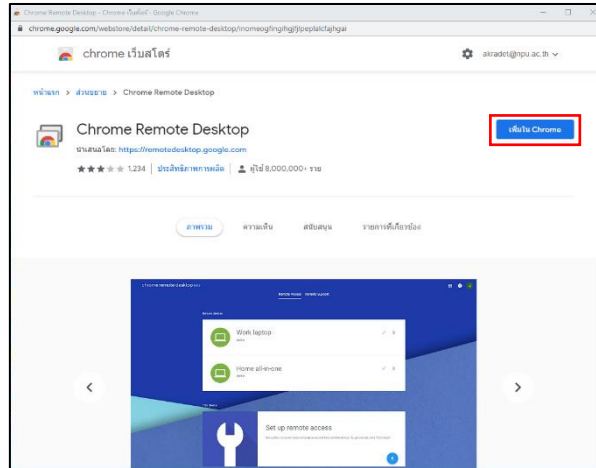 Chrome Remote Desktop - Chrome เว็บสโตร์ - Google Chrome
chrome.google.com/webstore/detail/chrome-remote-desktop/inomeogfingihgjfjlpeplalcfajhgai
chrome เว็บสโตร์
akradet@npu.ac.th
หน้าแรก > ส่วนขยาย > Chrome Remote Desktop
Chrome Remote Desktop
เพิ่มใน Chrome
นำเสนอโดย: https://remotedesktop.google.com
1,234 | ประสิทธิภาพการผลิต | ผู้ใช้ 8,000,000+ ราย
ภาพรวม
ความเห็น
สนับสนุน
รายการที่เกี่ยวข้อง
chrome remote desktop
Remote Access Remote Support
Work laptop
Home all-in-one
Set up remote access